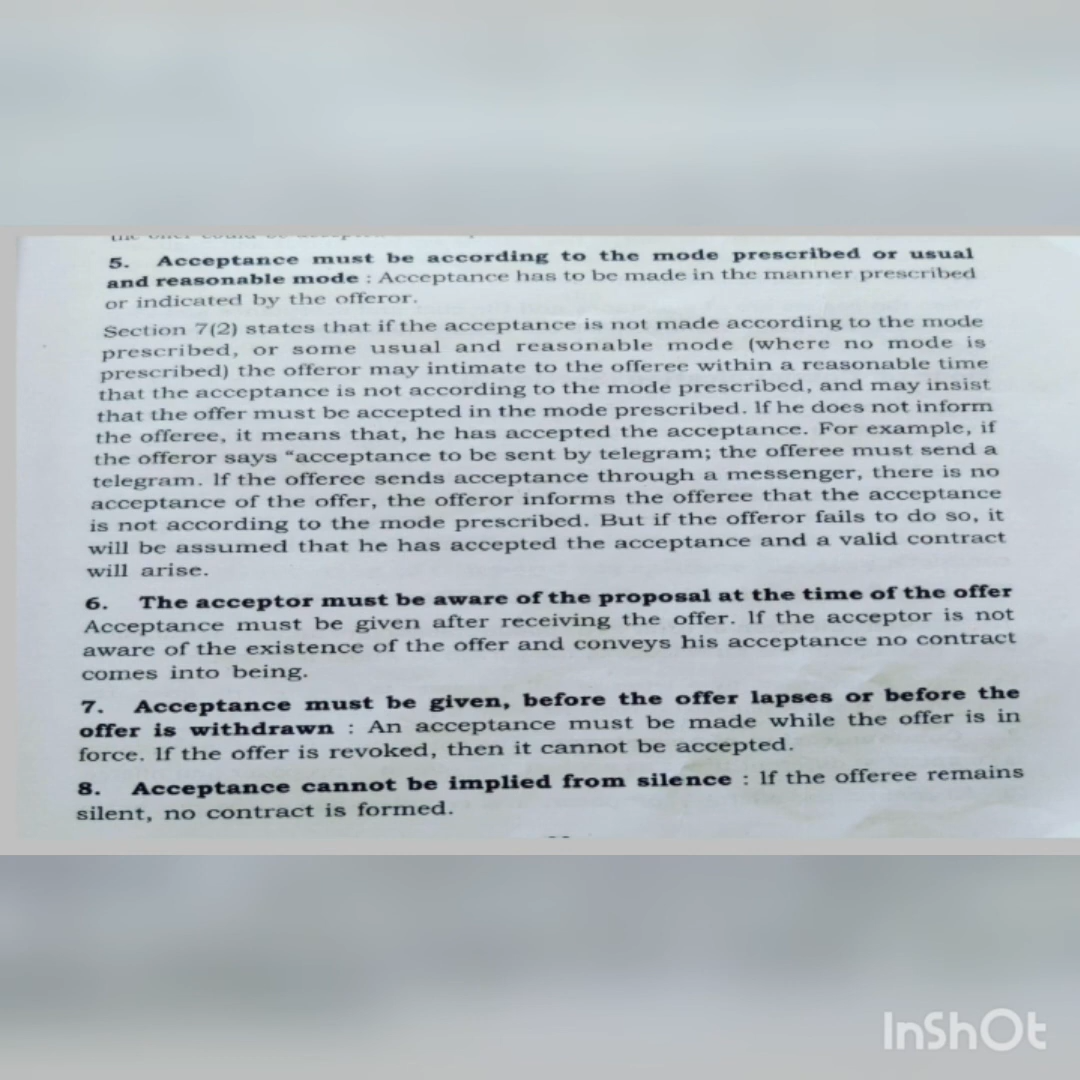 5. Acceptance must be according to the mode prescribed or usual
and reasonable mode : Acceptance has to be made in the manner prescribed
or indicated by the offeror.
Section 7(2) states that if the acceptance is not made according to the mode
prescribed, or some usual and reasonable mode (where no mode is
prescribed) the offeror may intimate to the offeree within a reasonable time
that the acceptance is not according to the mode prescribed, and may insist
that the offer must be accepted in the mode prescribed. If he does not inform
the offeree, it means that, he has accepted the acceptance. For example, if
the offeror says "acceptance to be sent by telegram; the offeree must send a
telegram. If the offeree sends acceptance through a messenger, there is no
acceptance of the offer, the offeror informs the offeree that the acceptance
is not according to the mode prescribed. But if the offeror fails to do so, it
will be assumed that he has accepted the acceptance and a valid contract
will arise.
6. The acceptor must be aware of the proposal at the time of the offer
Acceptance must be given after receiving the offer. If the acceptor is not
aware of the existence of the offer and conveys his acceptance no contract
comes into being.
7. Acceptance must be given, before the offer lapses or before the
offer is withdrawn : An acceptance must be made while the offer is in
force. If the offer is revoked, then it cannot be accepted.
8. Acceptance cannot be implied from silence : If the offeree remains
silent, no contract is formed.
InShOt